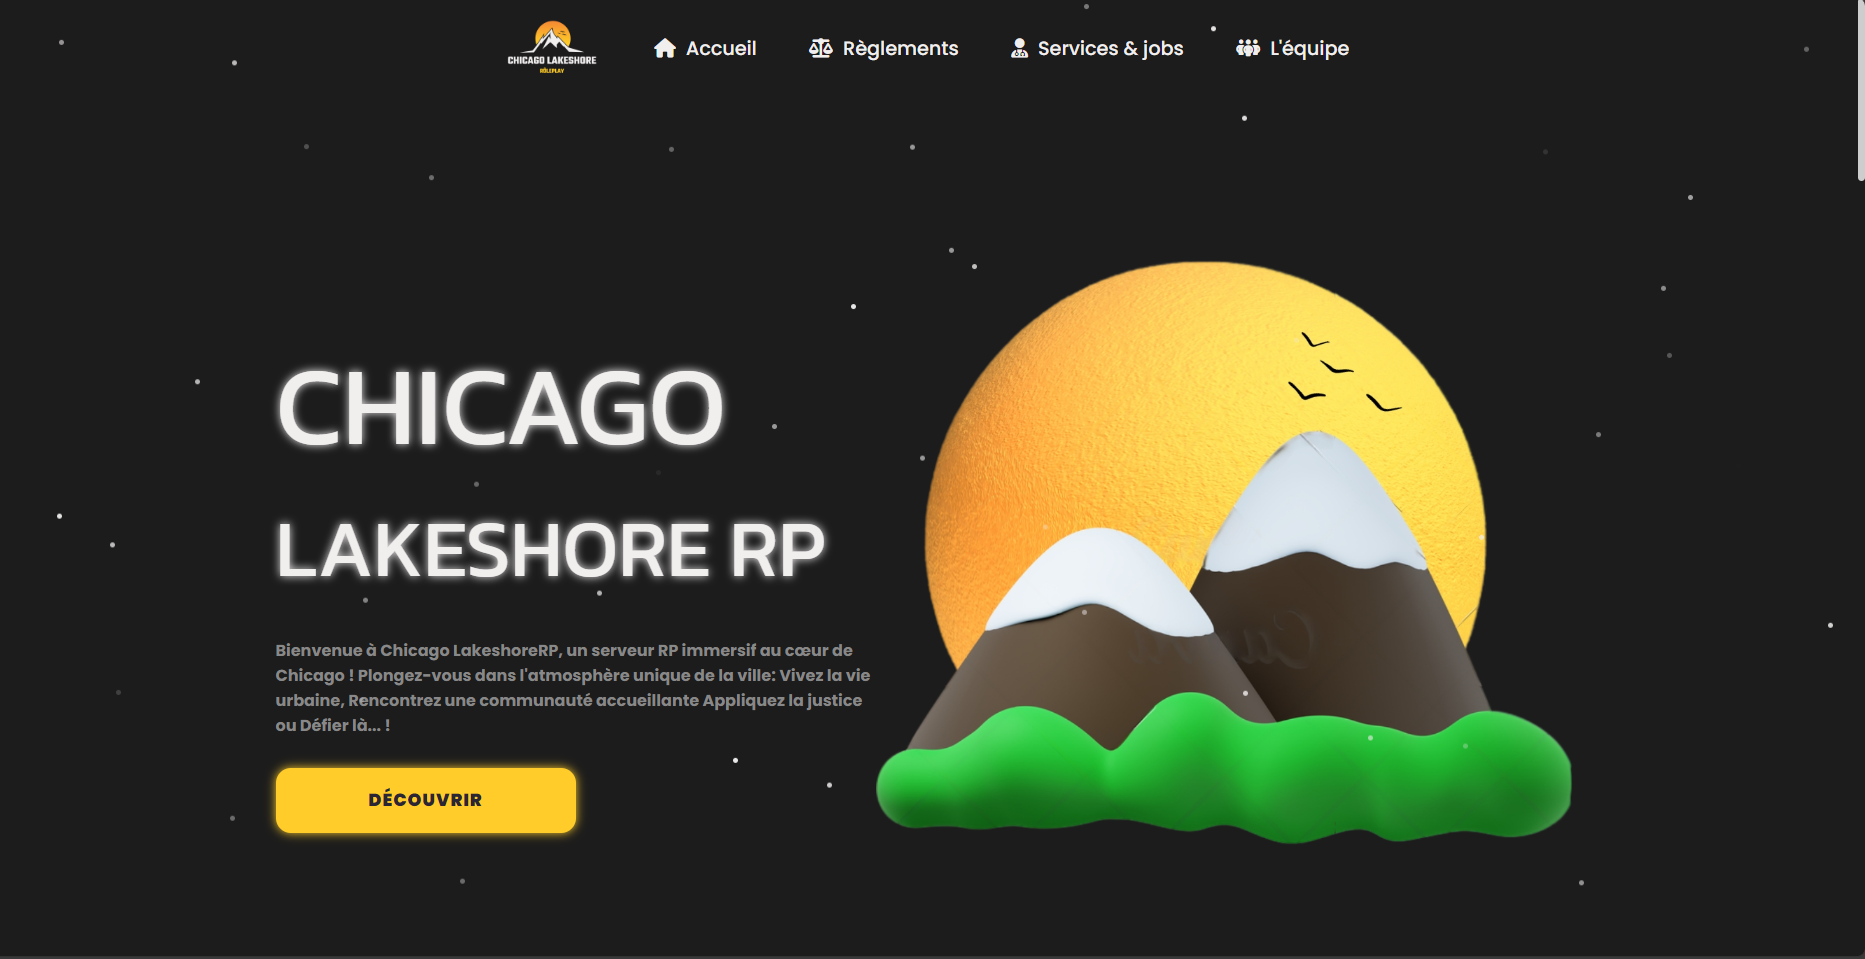 CHICAGO LAKESHORE
RÔLEPLAY
Accueil
Règlements
Services & jobs
L'équipe
CHICAGO
LAKESHORE RP
Bienvenue à Chicago LakeshoreRP, un serveur RP immersif au cœur de
Chicago ! Plongez-vous dans l'atmosphère unique de la ville: Vivez la vie
urbaine, Rencontrez une communauté accueillante Appliquez la justice
ou Défier là... !
DÉCOUVRIR